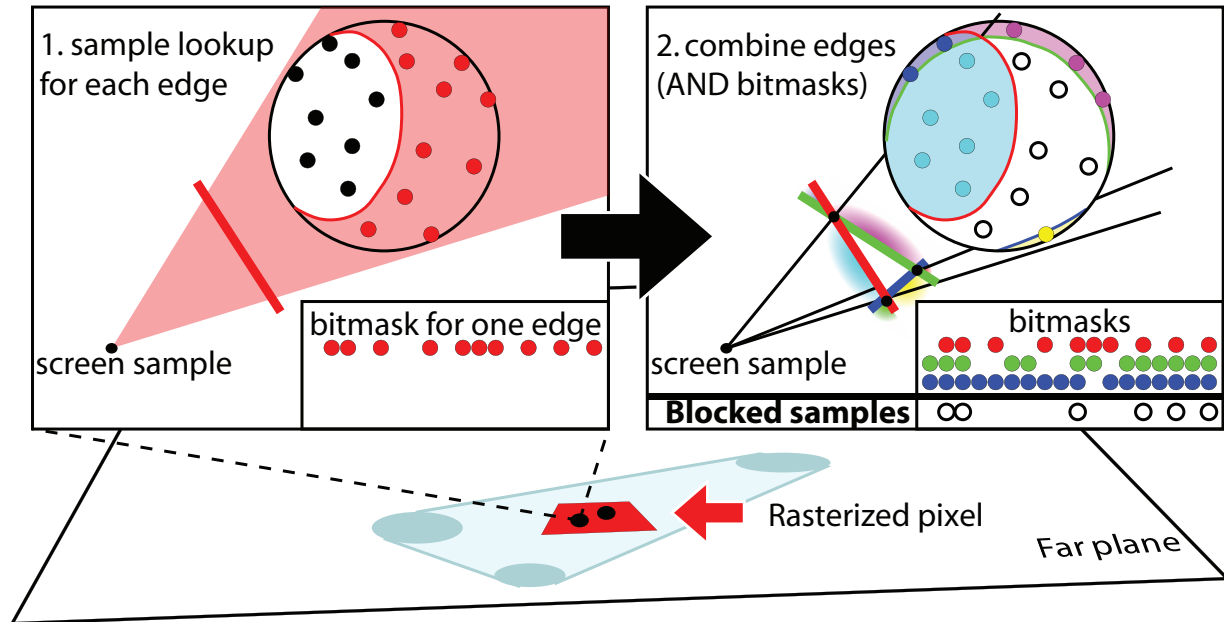 1. sample lookup
for each edge
bitmask for one edge
screen sample
2. combine edges
(AND bitmasks)
bitmasks
screen sample
Blocked samples
Rasterized pixel
Far plane